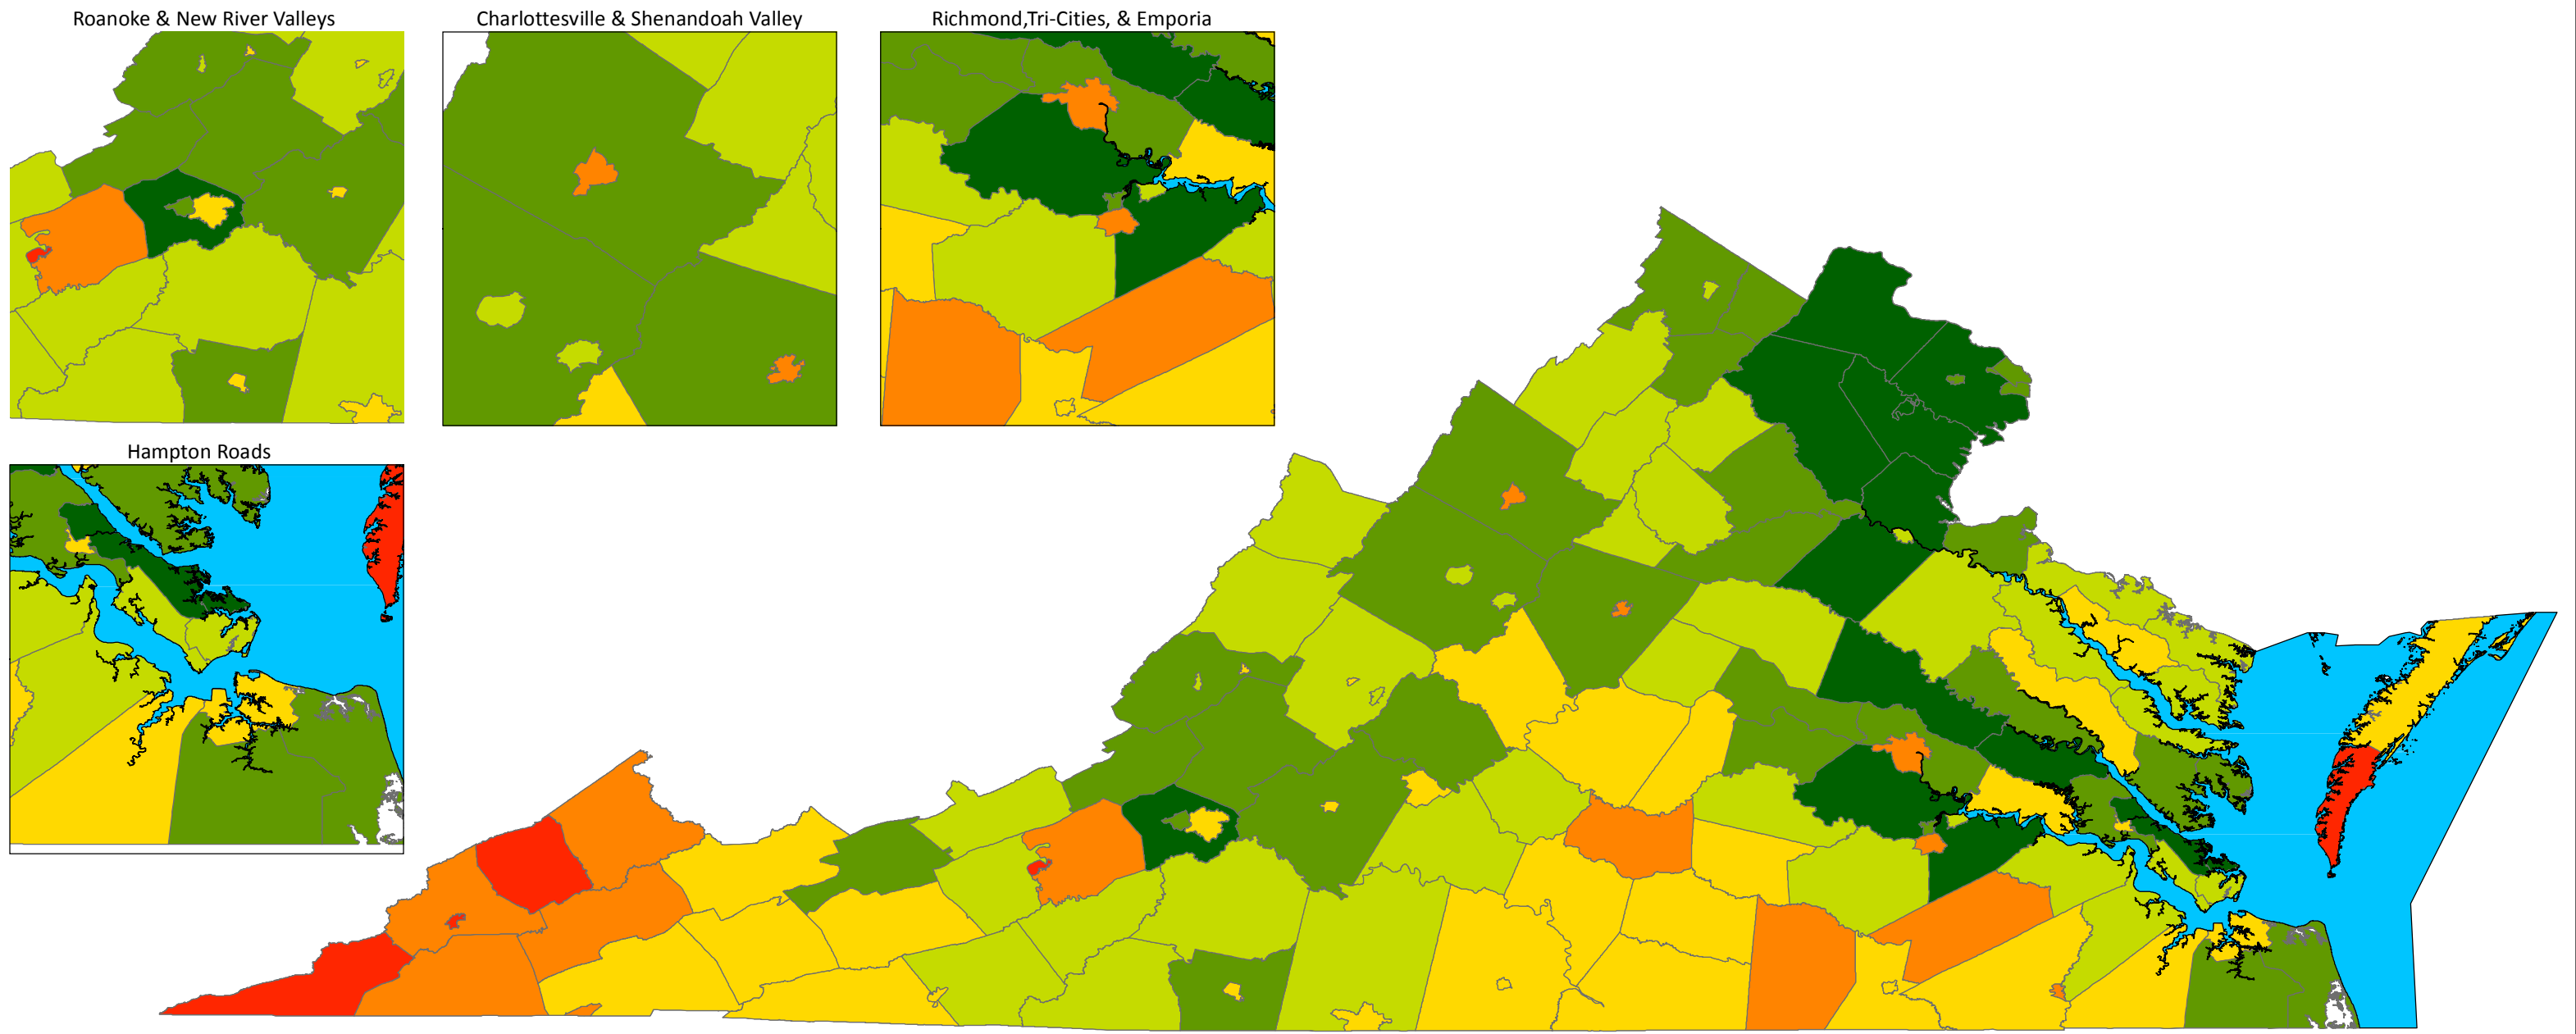 Roanoke & New River Valleys
Charlottesville & Shenandoah Valley
Richmond,Tri-Cities, & Emporia
Hampton Roads